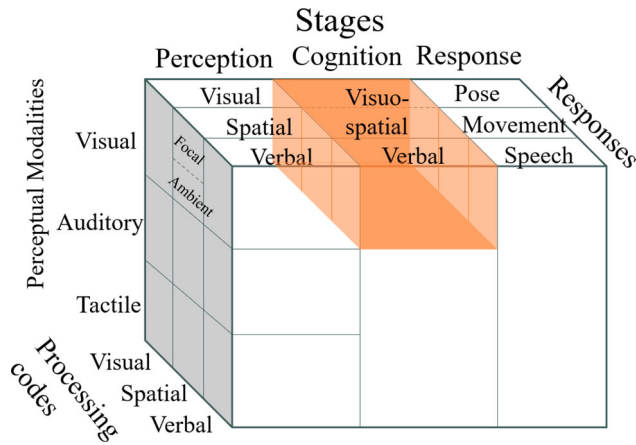 Stages
Perception Cognition Response
Perceptual Modalities
Responses
Visual
Auditory
Tactile
Focal
Ambient
Visual Visuo- Pose
Spatial spatial Movement
Verbal Verbal Speech
Processing
codes
Visual
Spatial
Verbal